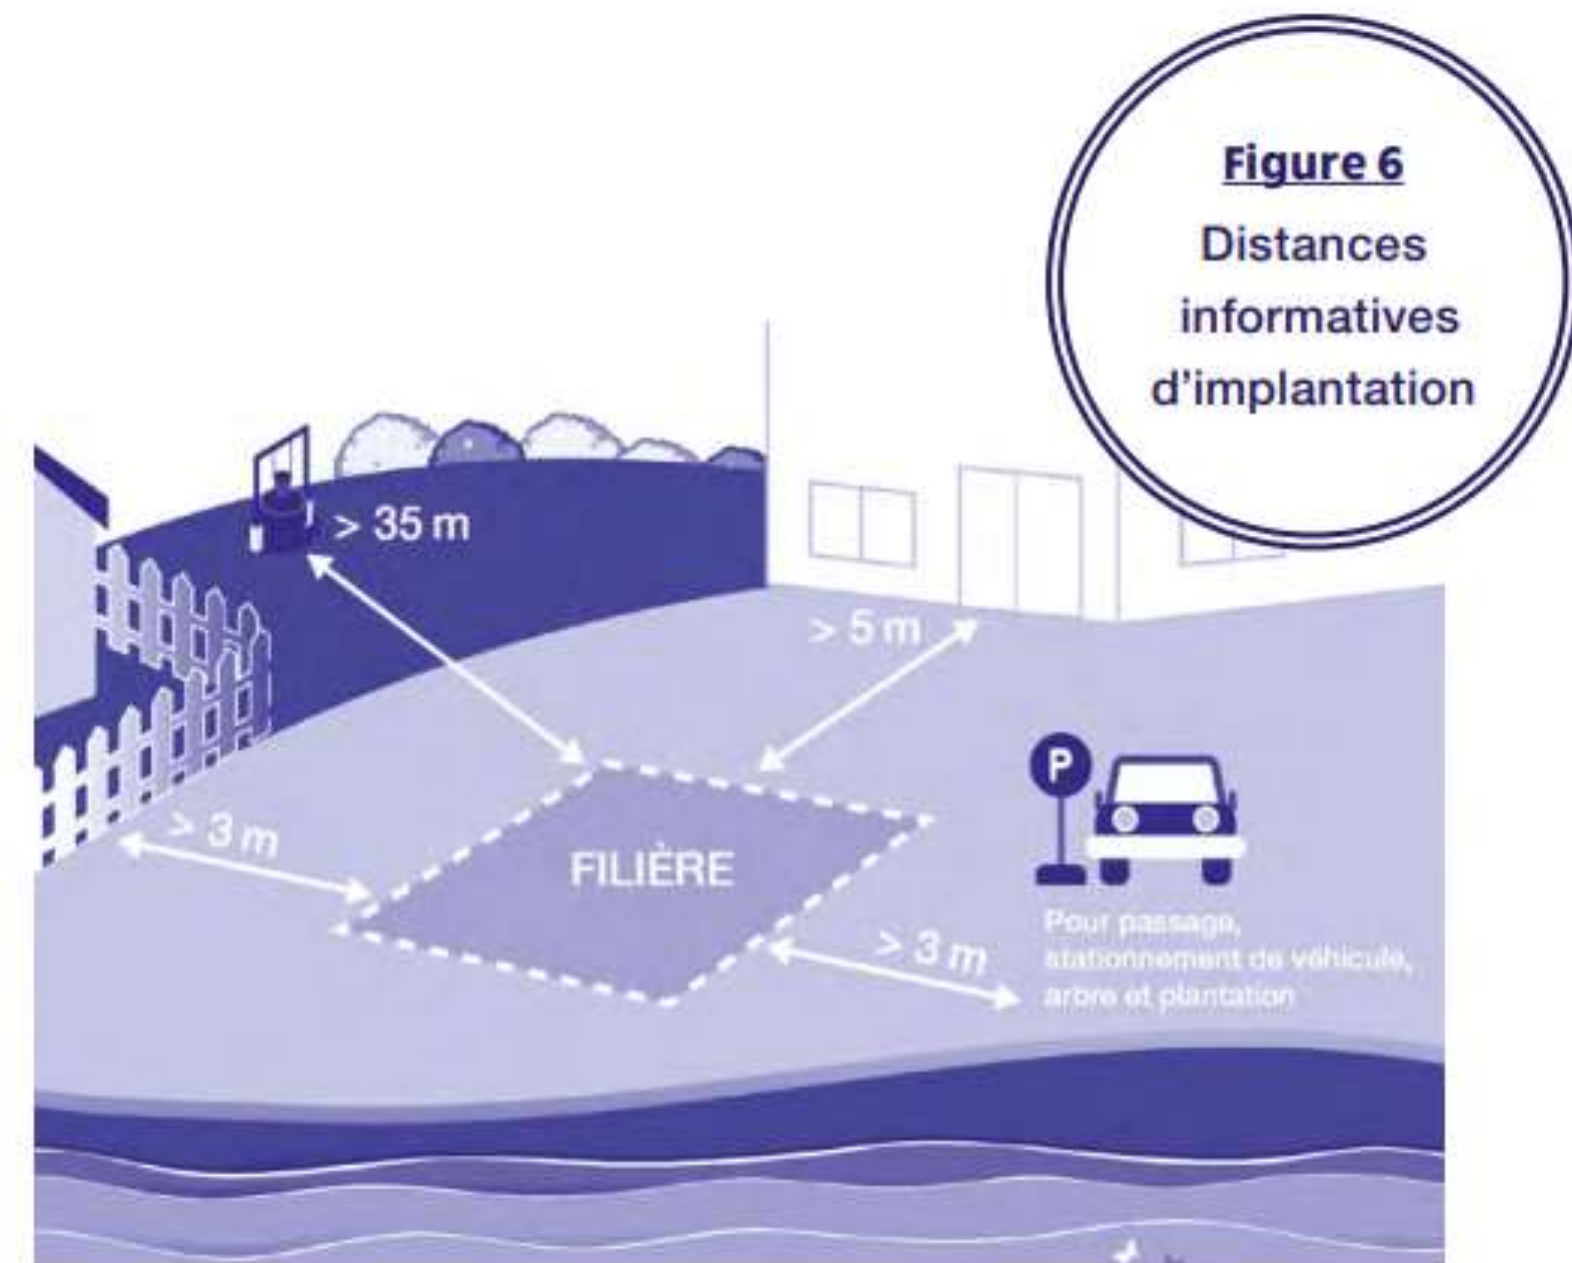 Figure 6
Distances
informatives
d'implantation
> 35 m
> 5 m
> 3 m
FILIÈRE
P
> 3 m
Pour passage,
stationnement de véhicule,
arbre et plantation